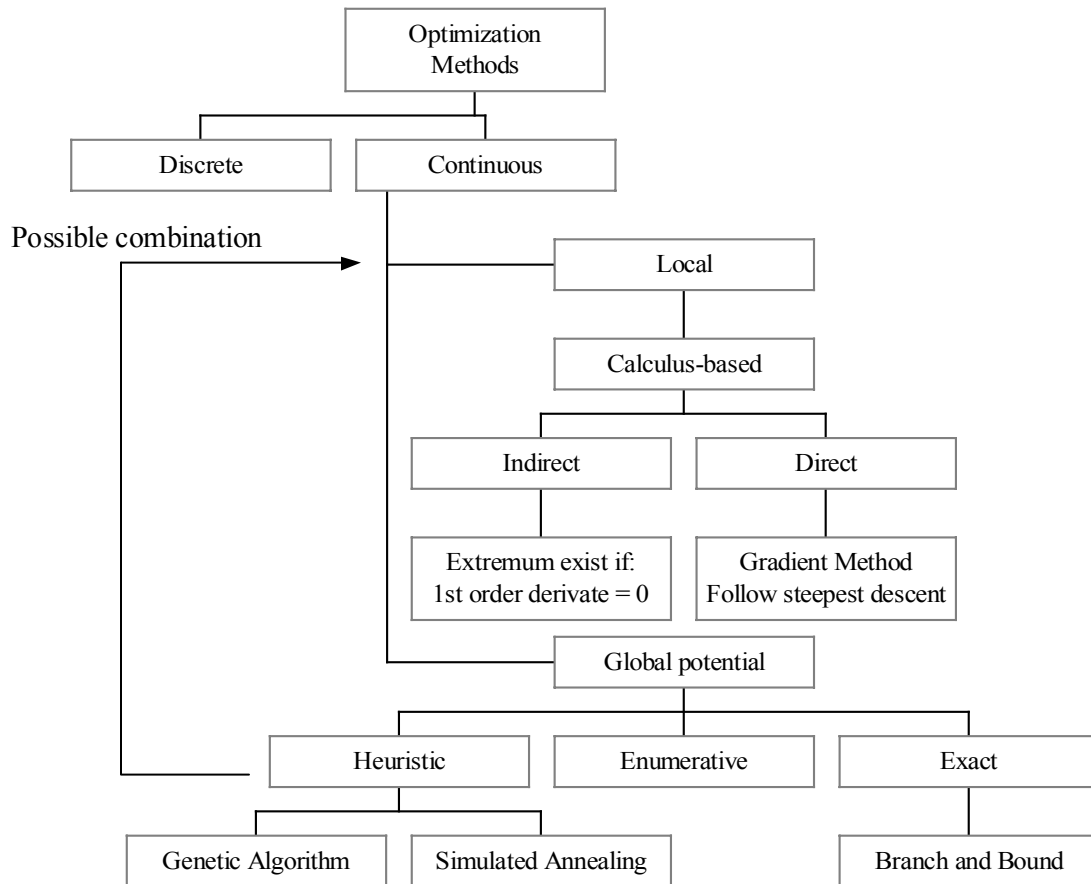 Optimization
Methods
Discrete
Continuous
Possible combination
Local
Calculus-based
Indirect
Direct
Extremum exist if:
1st order derivate = 0
Gradient Method
Follow steepest descent
Global potential
Heuristic
Enumerative
Exact
Genetic Algorithm
Simulated Annealing
Branch and Bound